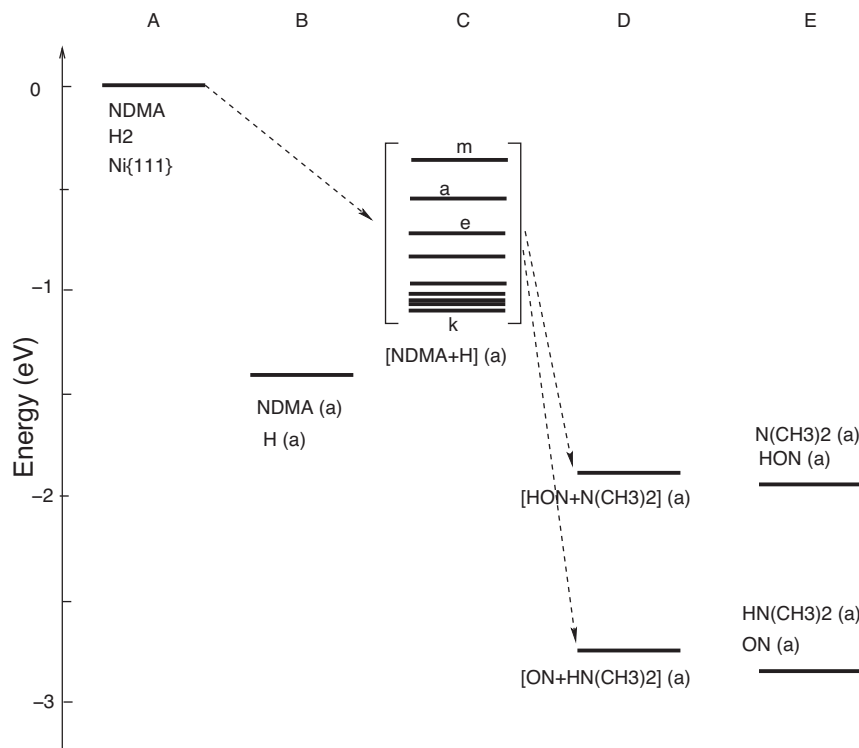 A B C D E
Energy (eV)
0
−1
−2
−3
NDMA
H2
Ni{111}
NDMA (a)
H (a)
m
a
e
k
[NDMA+H] (a)
[HON+N(CH3)2] (a)
[ON+HN(CH3)2] (a)
N(CH3)2 (a)
HON (a)
HN(CH3)2 (a)
ON (a)